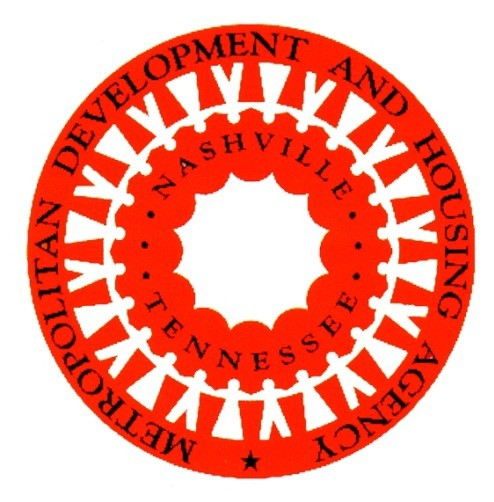 METROPOLITAN DEVELOPMENT AND HOUSING AGENCY
NASHVILLE
TENNESSEE